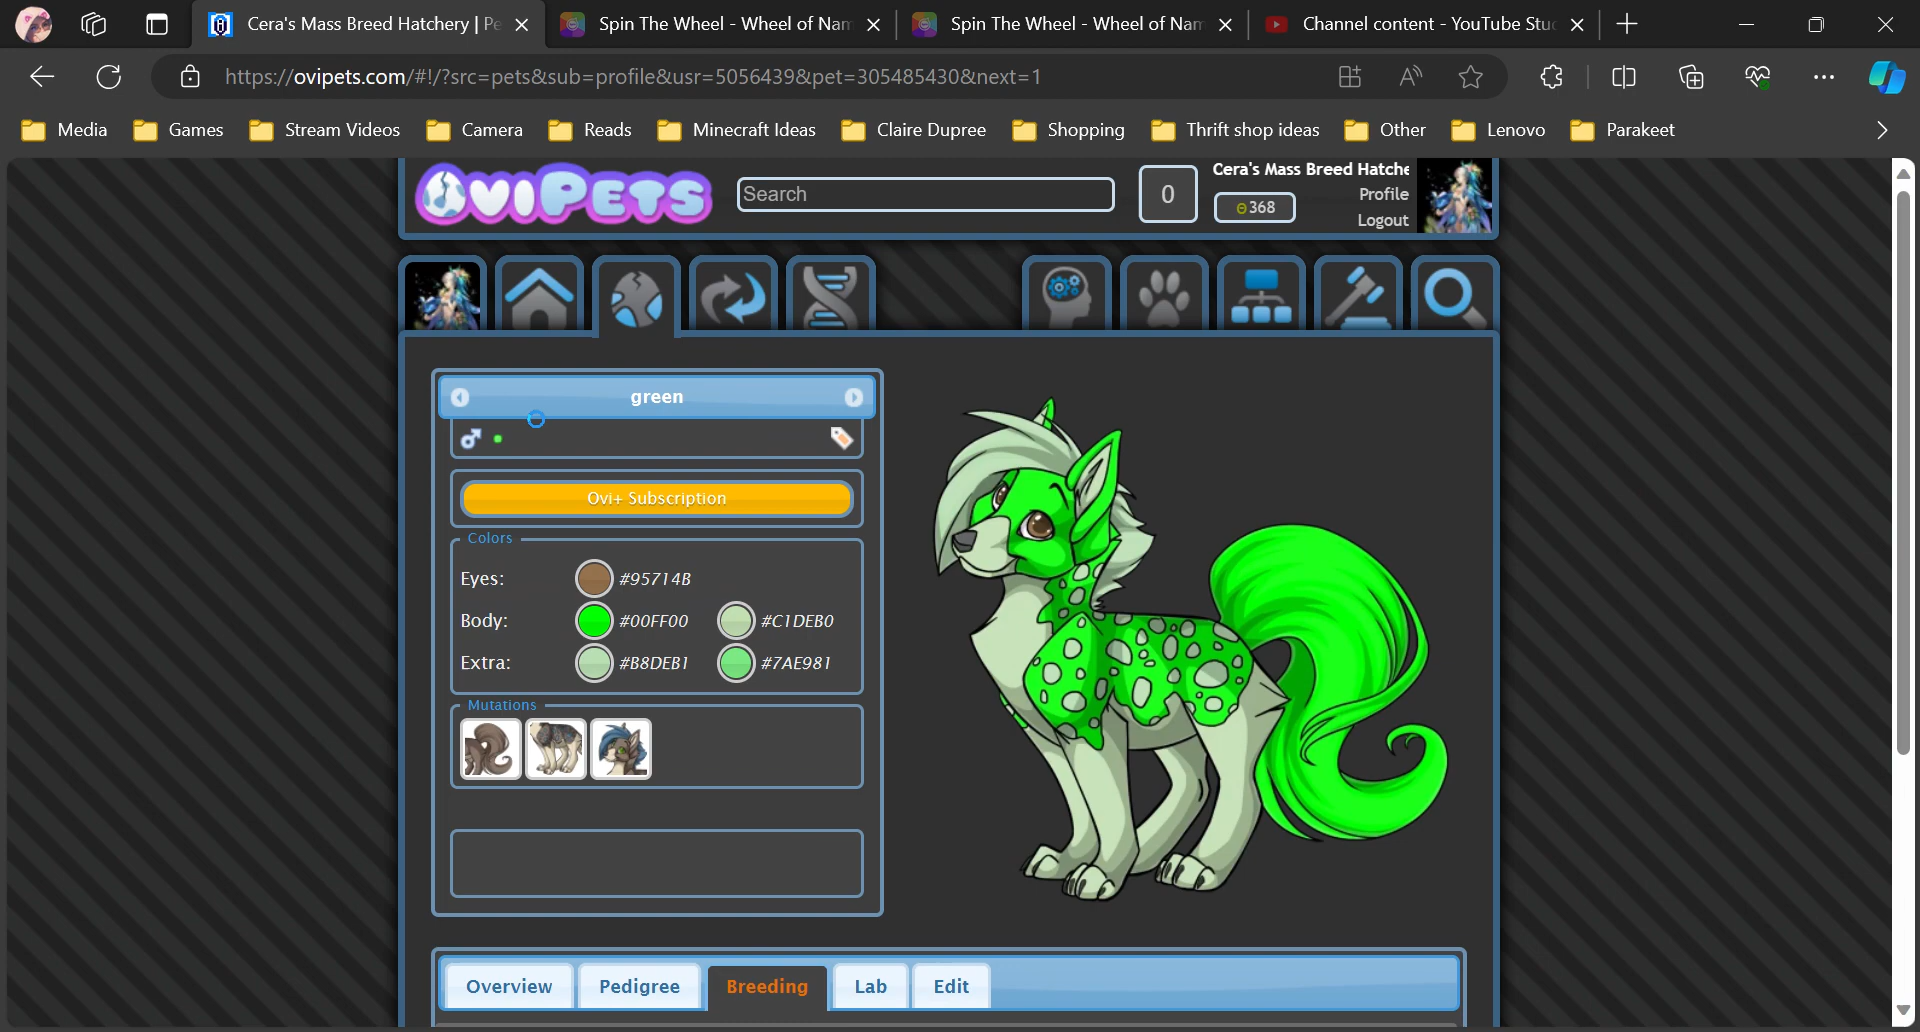 Cera's Mass Breed Hatchery | Pe
Spin The Wheel - Wheel of Nam
Spin The Wheel - Wheel of Nam
Channel content - YouTube Stu
https://ovipets.com/#!/?src=pets&sub=profile&usr=5056439&pet=305485430&next=1
Media
Games
Stream Videos
Camera
Reads
Minecraft Ideas
Claire Dupree
Shopping
Thrift shop ideas
Other
Lenovo
Parakeet
OviPets
Search
0
Cera's Mass Breed Hatche
368
Profile
Logout
green
Ovi+ Subscription
Colors
Eyes: #95714B
Body: #00FF00 #C1DEB0
Extra: #B8DEB1 #7AE981
Mutations
Overview
Pedigree
Breeding
Lab
Edit